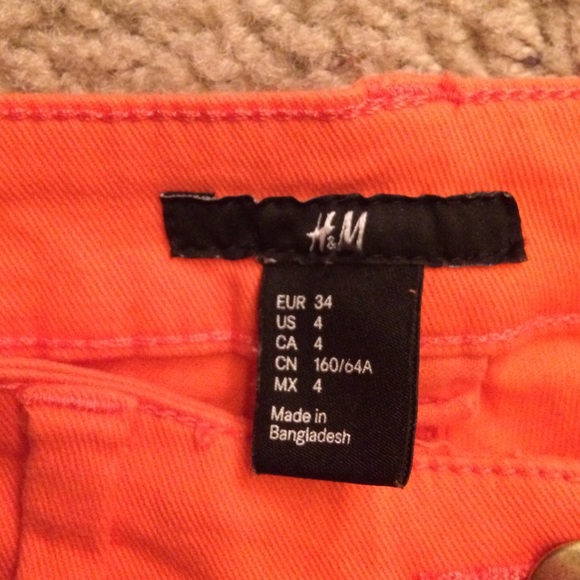 H&M
EUR 34
US 4
CA 4
CN 160/64A
MX 4
Made in
Bangladesh